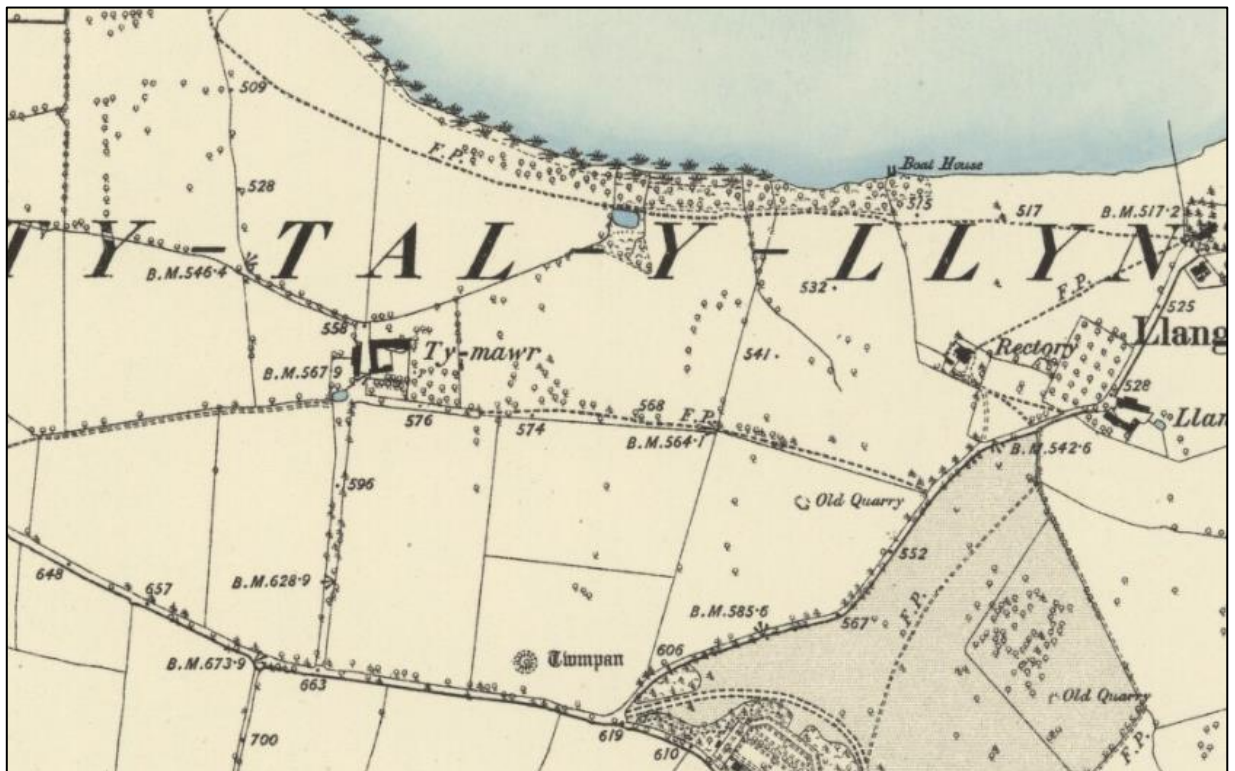 509
F.P.
Boat House
528
515
517
B.M.517·2
TY-TAL-Y-LLYN
B.M.546·4
532
F.P.
525
558
Ty-mawr
541
Rectory
Llang
B.M.567·9
528
576
574
568
F.P.
B.M.564·1
Llan
B.M.542·6
596
Old Quarry
552
648
657
B.M.628·9
B.M.585·6
567
F.P.
B.M.673·9
663
Twmpan
606
Old Quarry
700
619
610
F.P.